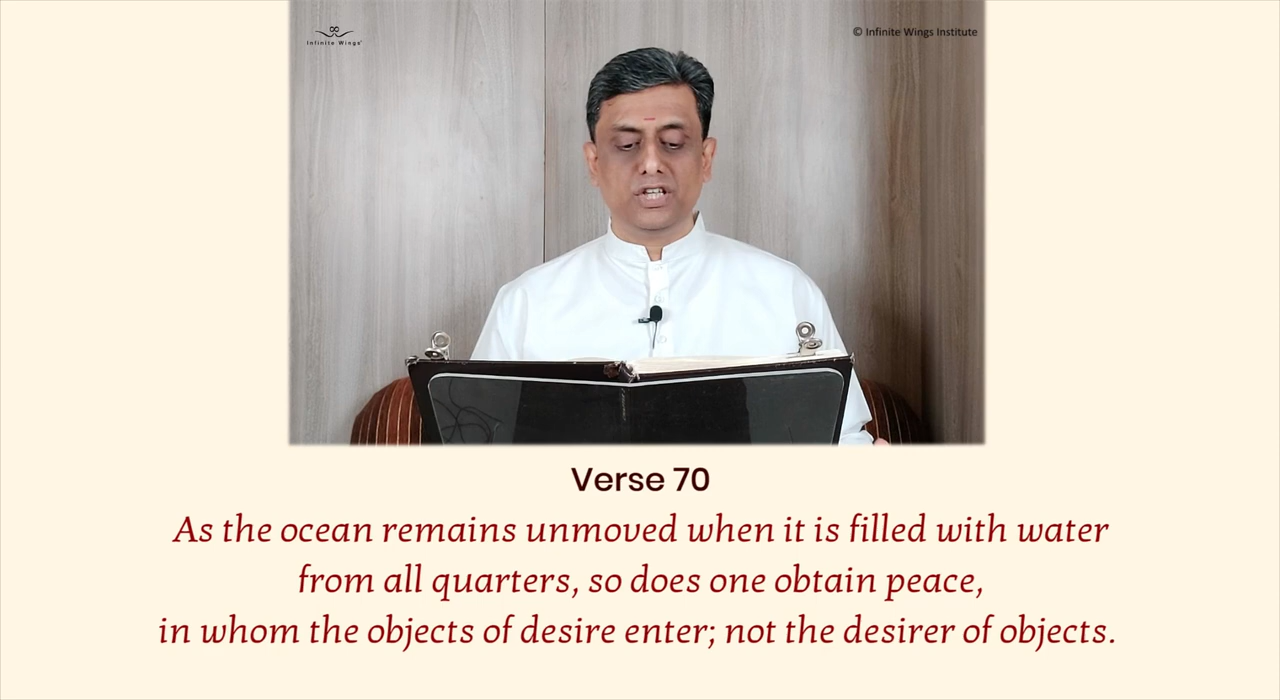 Infinite Wings
© Infinite Wings Institute
Verse 70
As the ocean remains unmoved when it is filled with water
from all quarters, so does one obtain peace,
in whom the objects of desire enter; not the desirer of objects.